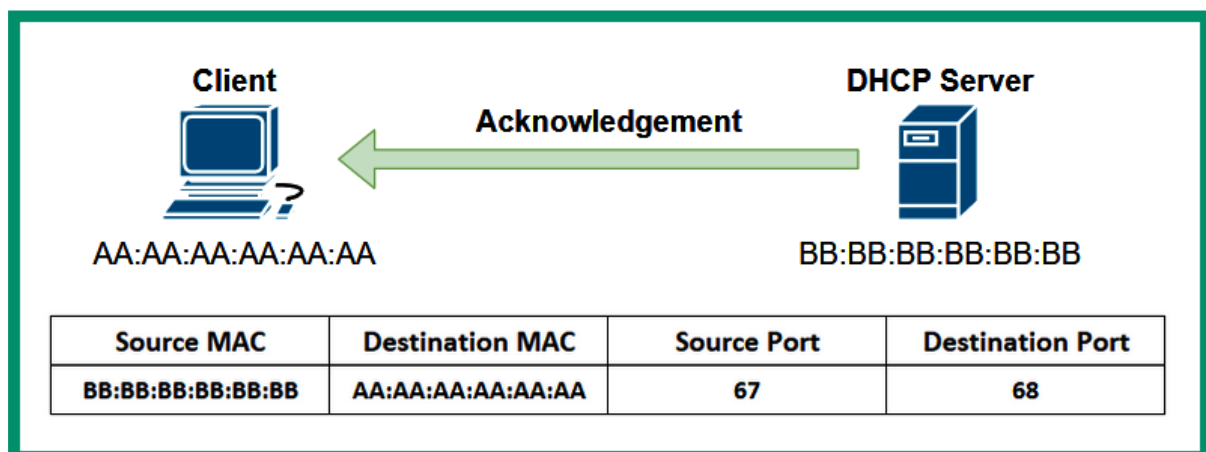 Client
DHCP Server
Acknowledgement
?
AA:AA:AA:AA:AA:AA
BB:BB:BB:BB:BB:BB
Source MAC Destination MAC Source Port Destination Port
BB:BB:BB:BB:BB:BB AA:AA:AA:AA:AA:AA 67 68